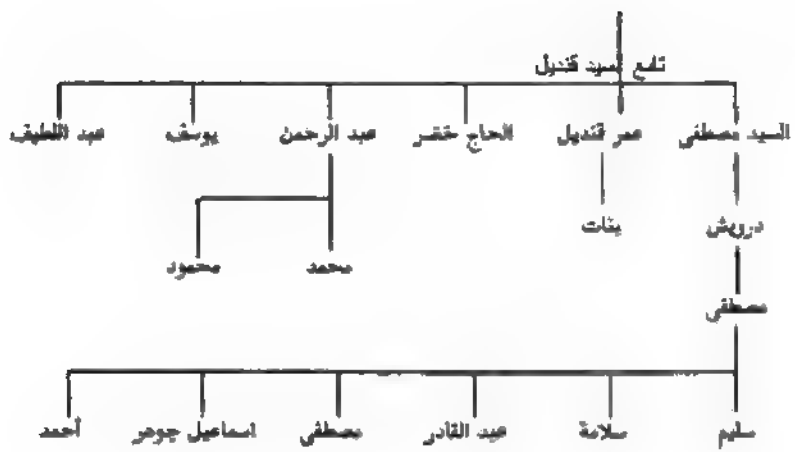 تابع السيد قنديل
السيد مصطفى عمر قنديل الحاج خضر عبد الرحمن يوسف عبد اللطيف
درويش بنات
محمد محمود
مصطفى
سليم سلامة عبد القادر مصطفى اسماعيل جوهر أحمد